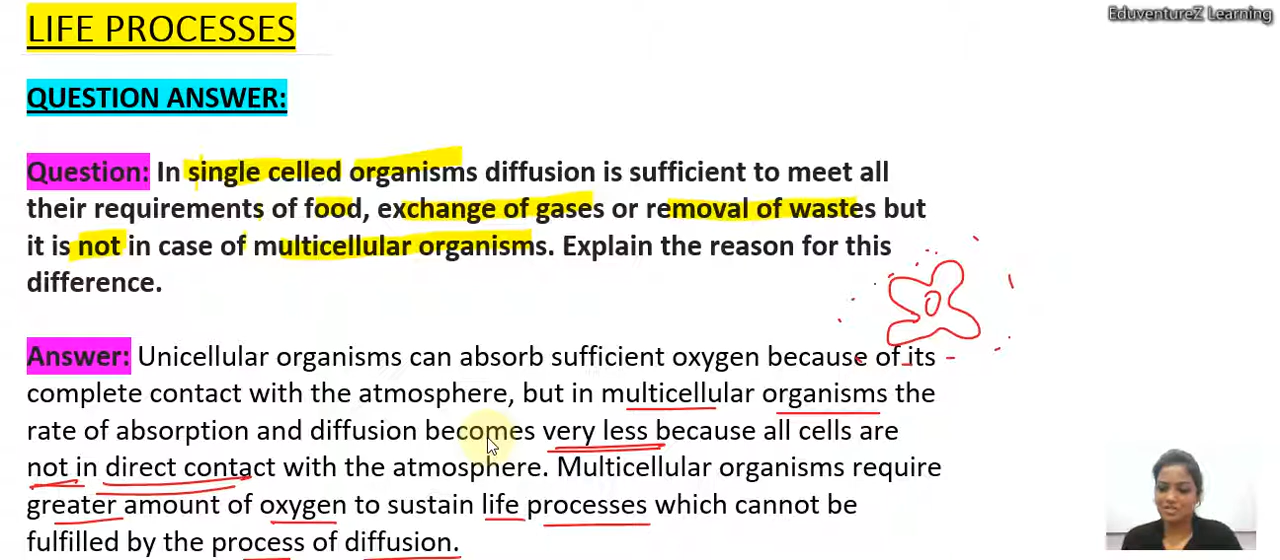 EduventureZ Learning
LIFE PROCESSES
QUESTION ANSWER:
Question: In single celled organisms diffusion is sufficient to meet all
their requirements of food, exchange of gases or removal of wastes but
it is not in case of multicellular organisms. Explain the reason for this
difference.
Answer: Unicellular organisms can absorb sufficient oxygen because of its
complete contact with the atmosphere, but in multicellular organisms the
rate of absorption and diffusion becomes very less because all cells are
not in direct contact with the atmosphere. Multicellular organisms require
greater amount of oxygen to sustain life processes which cannot be
fulfilled by the process of diffusion.